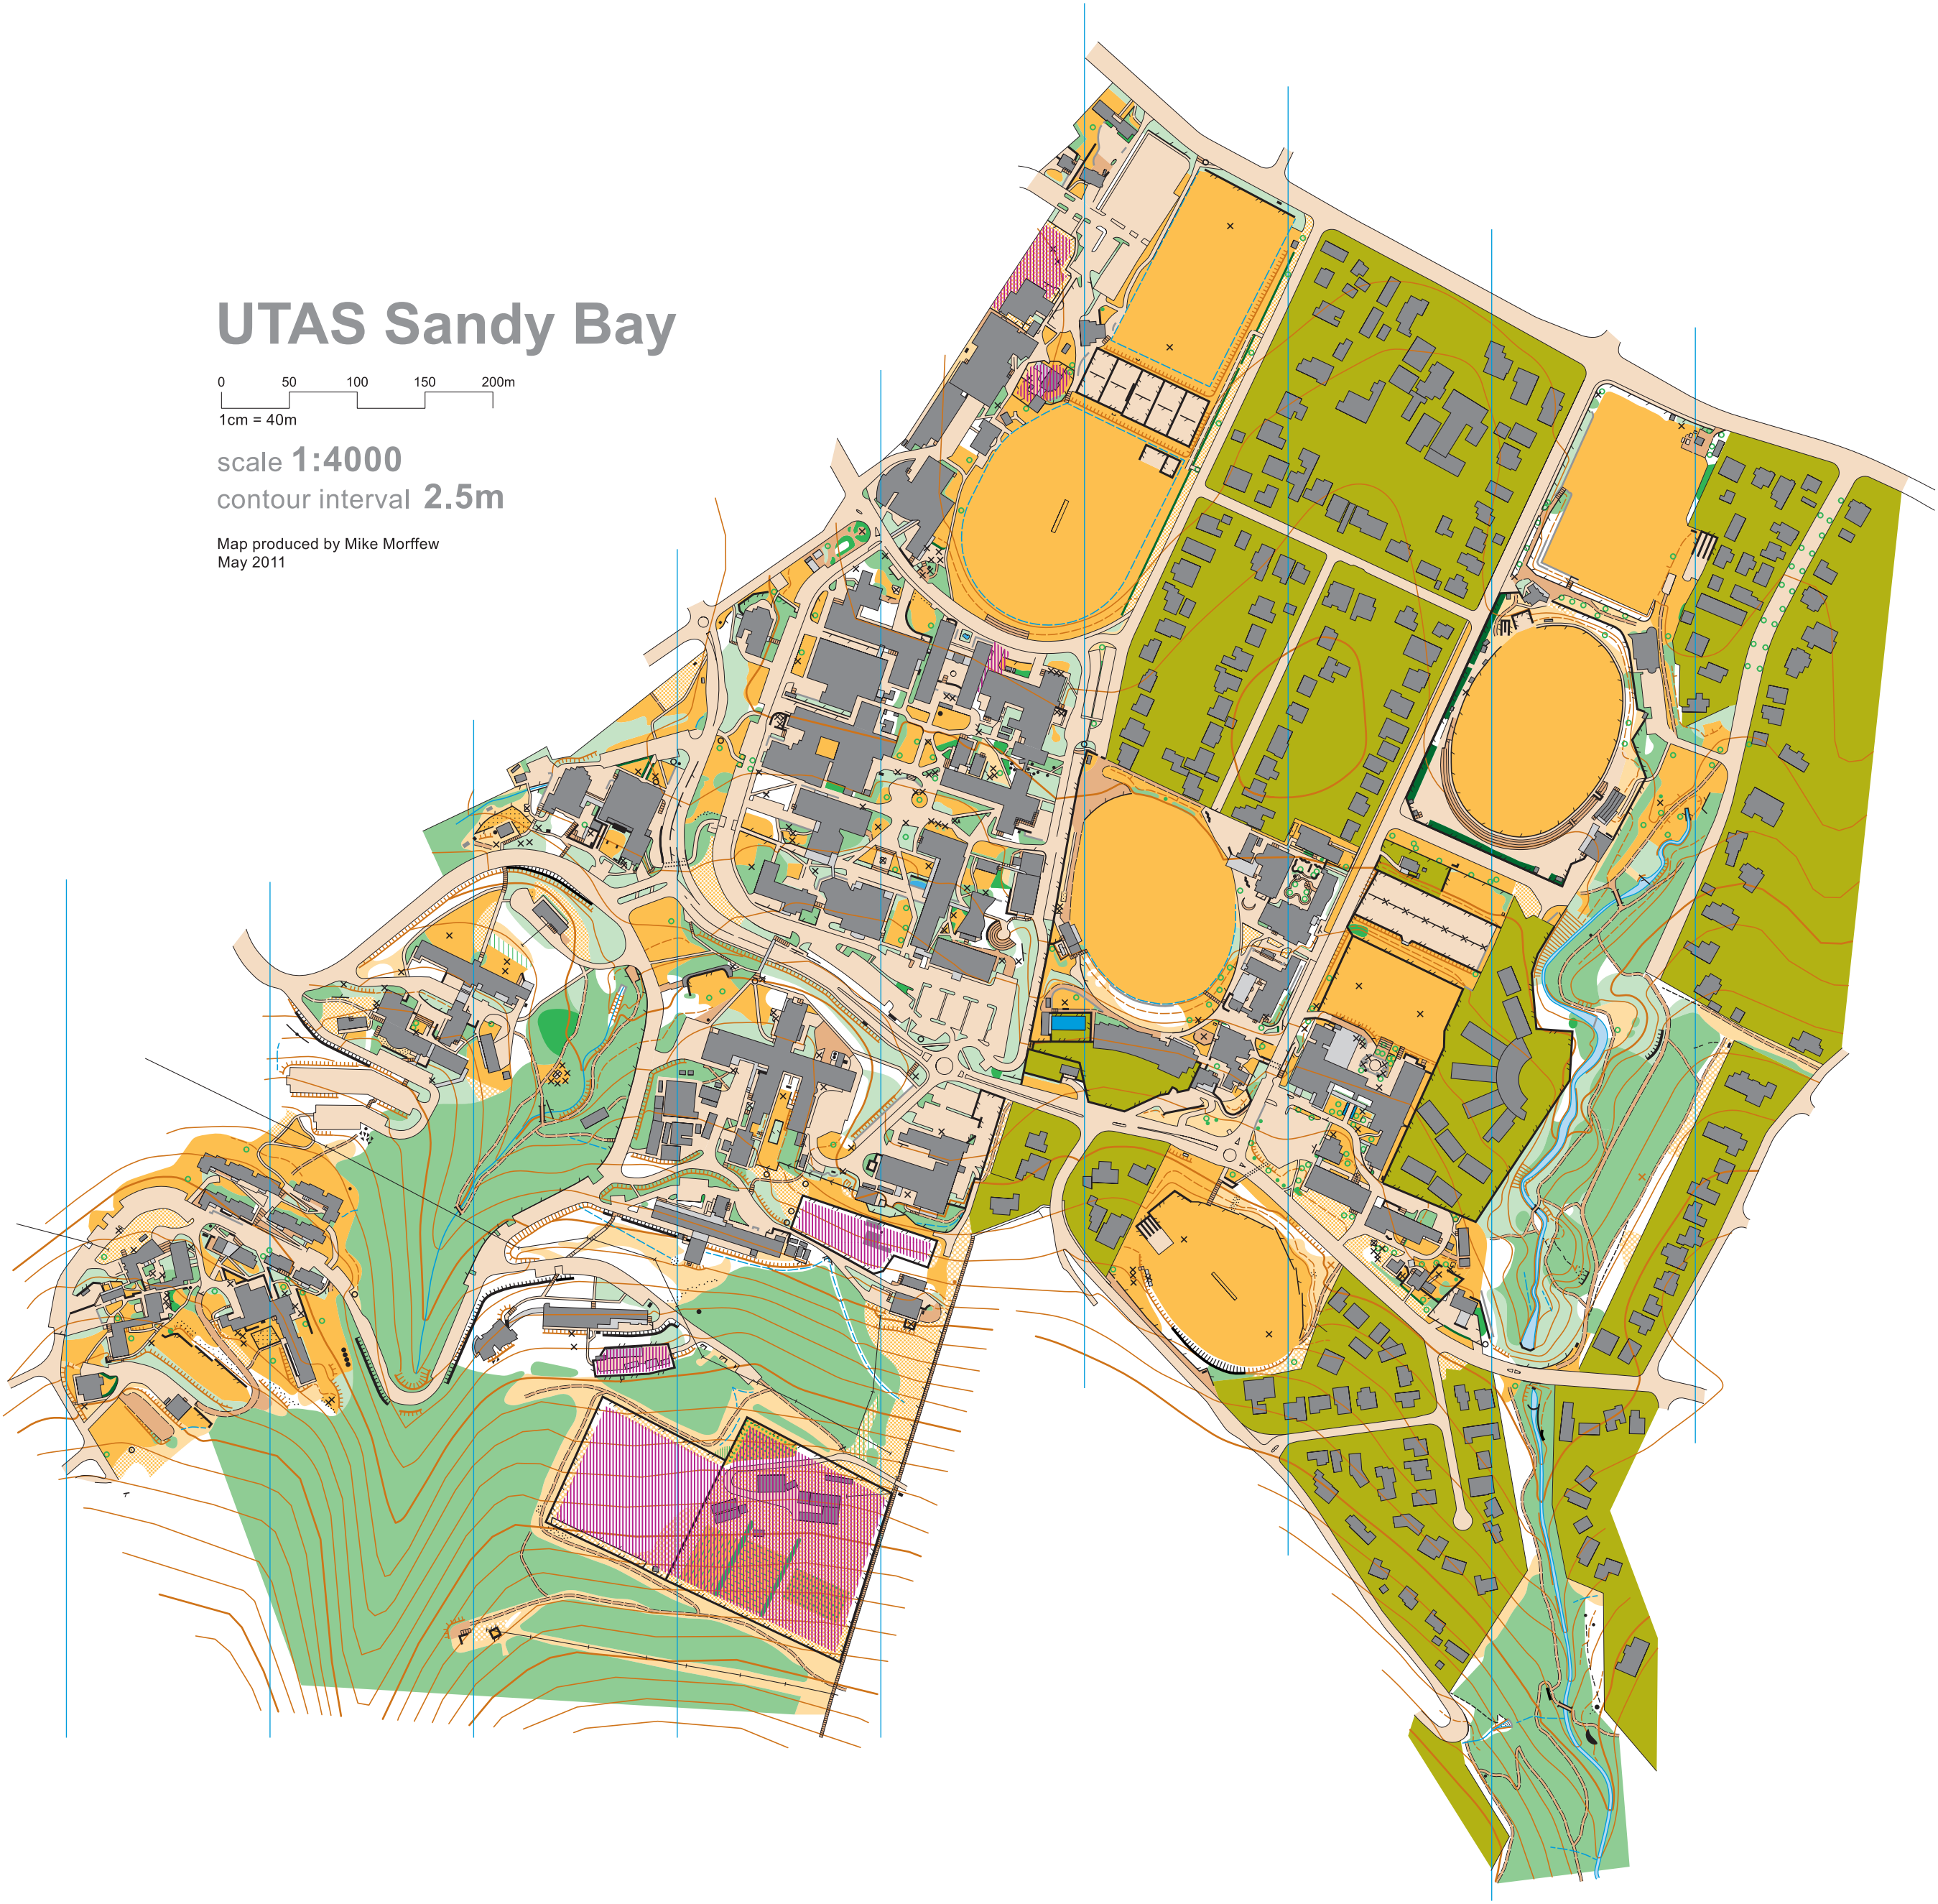 UTAS Sandy Bay
0 50 100 150 200m
1cm = 40m
scale 1:4000
contour interval 2.5m
Map produced by Mike Morffew
May 2011